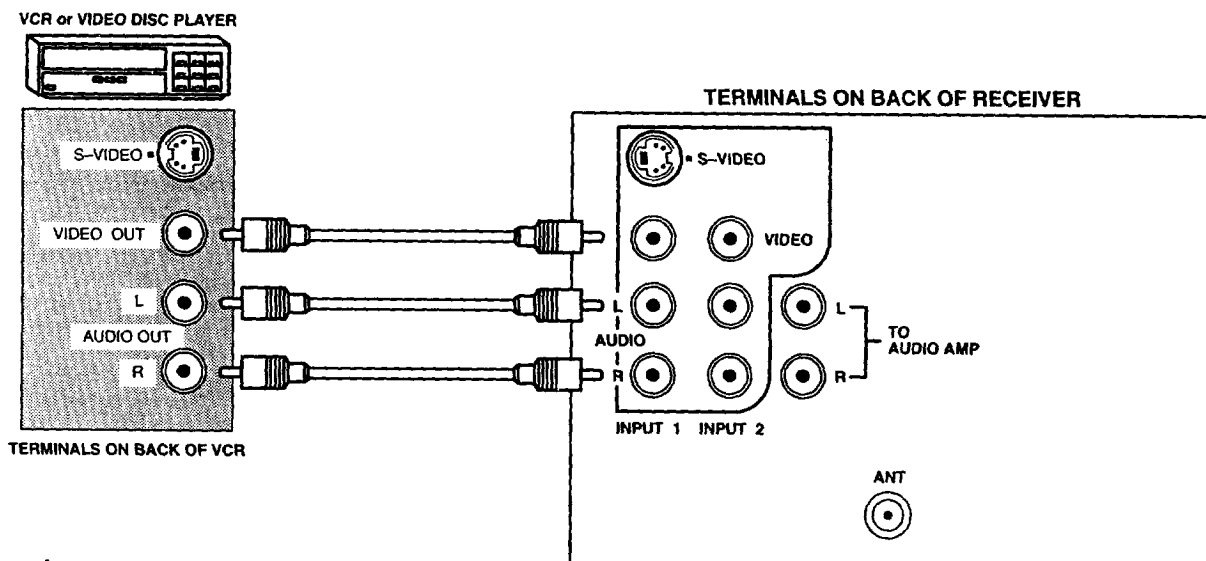 VCR or VIDEO DISC PLAYER
TERMINALS ON BACK OF RECEIVER
S–VIDEO
S–VIDEO
VIDEO OUT
VIDEO
L
L
L
AUDIO OUT
AUDIO
TO
AUDIO AMP
R
R
R
INPUT 1 INPUT 2
TERMINALS ON BACK OF VCR
ANT